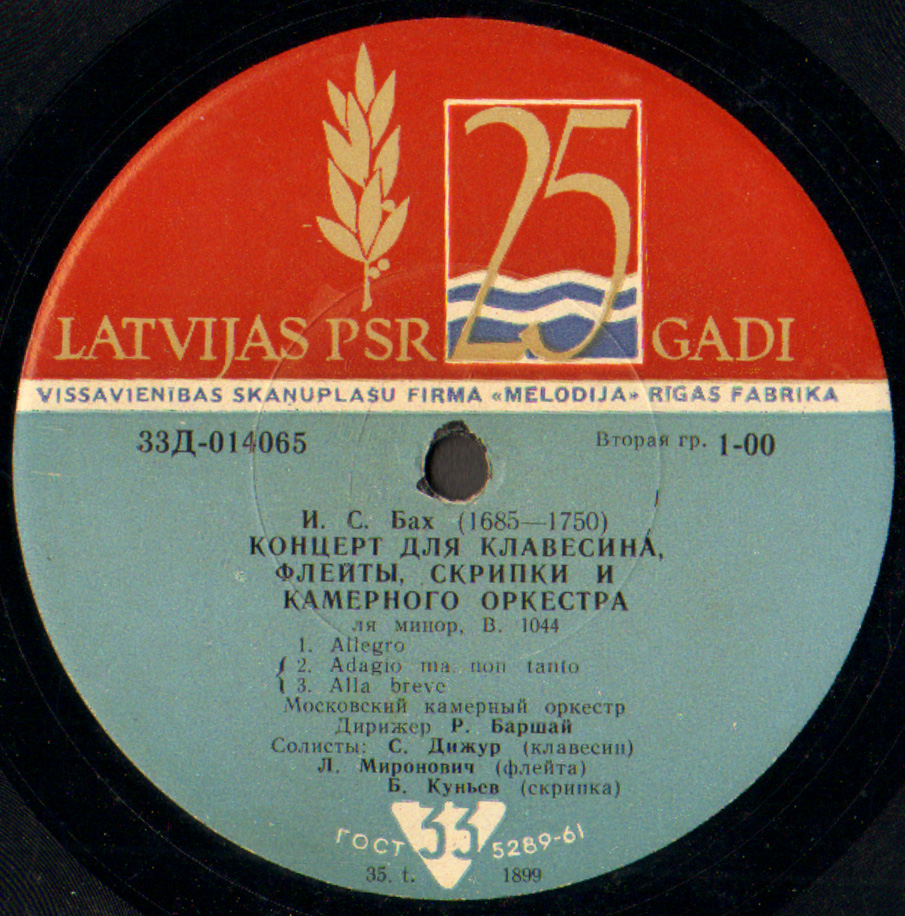 LATVIJAS PSR 25 GADI
VISSAVIENĪBAS SKAŅUPLAŠU FIRMA «MELODIJA» RĪGAS FABRIKA
33Д-014065 Вторая гр. 1-00
И. С. Бах (1685—1750)
КОНЦЕРТ ДЛЯ КЛАВЕСИНА,
ФЛЕЙТЫ, СКРИПКИ И
КАМЕРНОГО ОРКЕСТРА
ля минор, В. 1044
1. Allegro
2. Adagio ma non tanto
3. Alla breve
Московский камерный оркестр
Дирижер Р. Баршай
Солисты: С. Дижур (клавесин)
Л. Миронович (флейта)
Б. Куньев (скрипка)
ГОСТ 33 5289-61
35. t. 1899